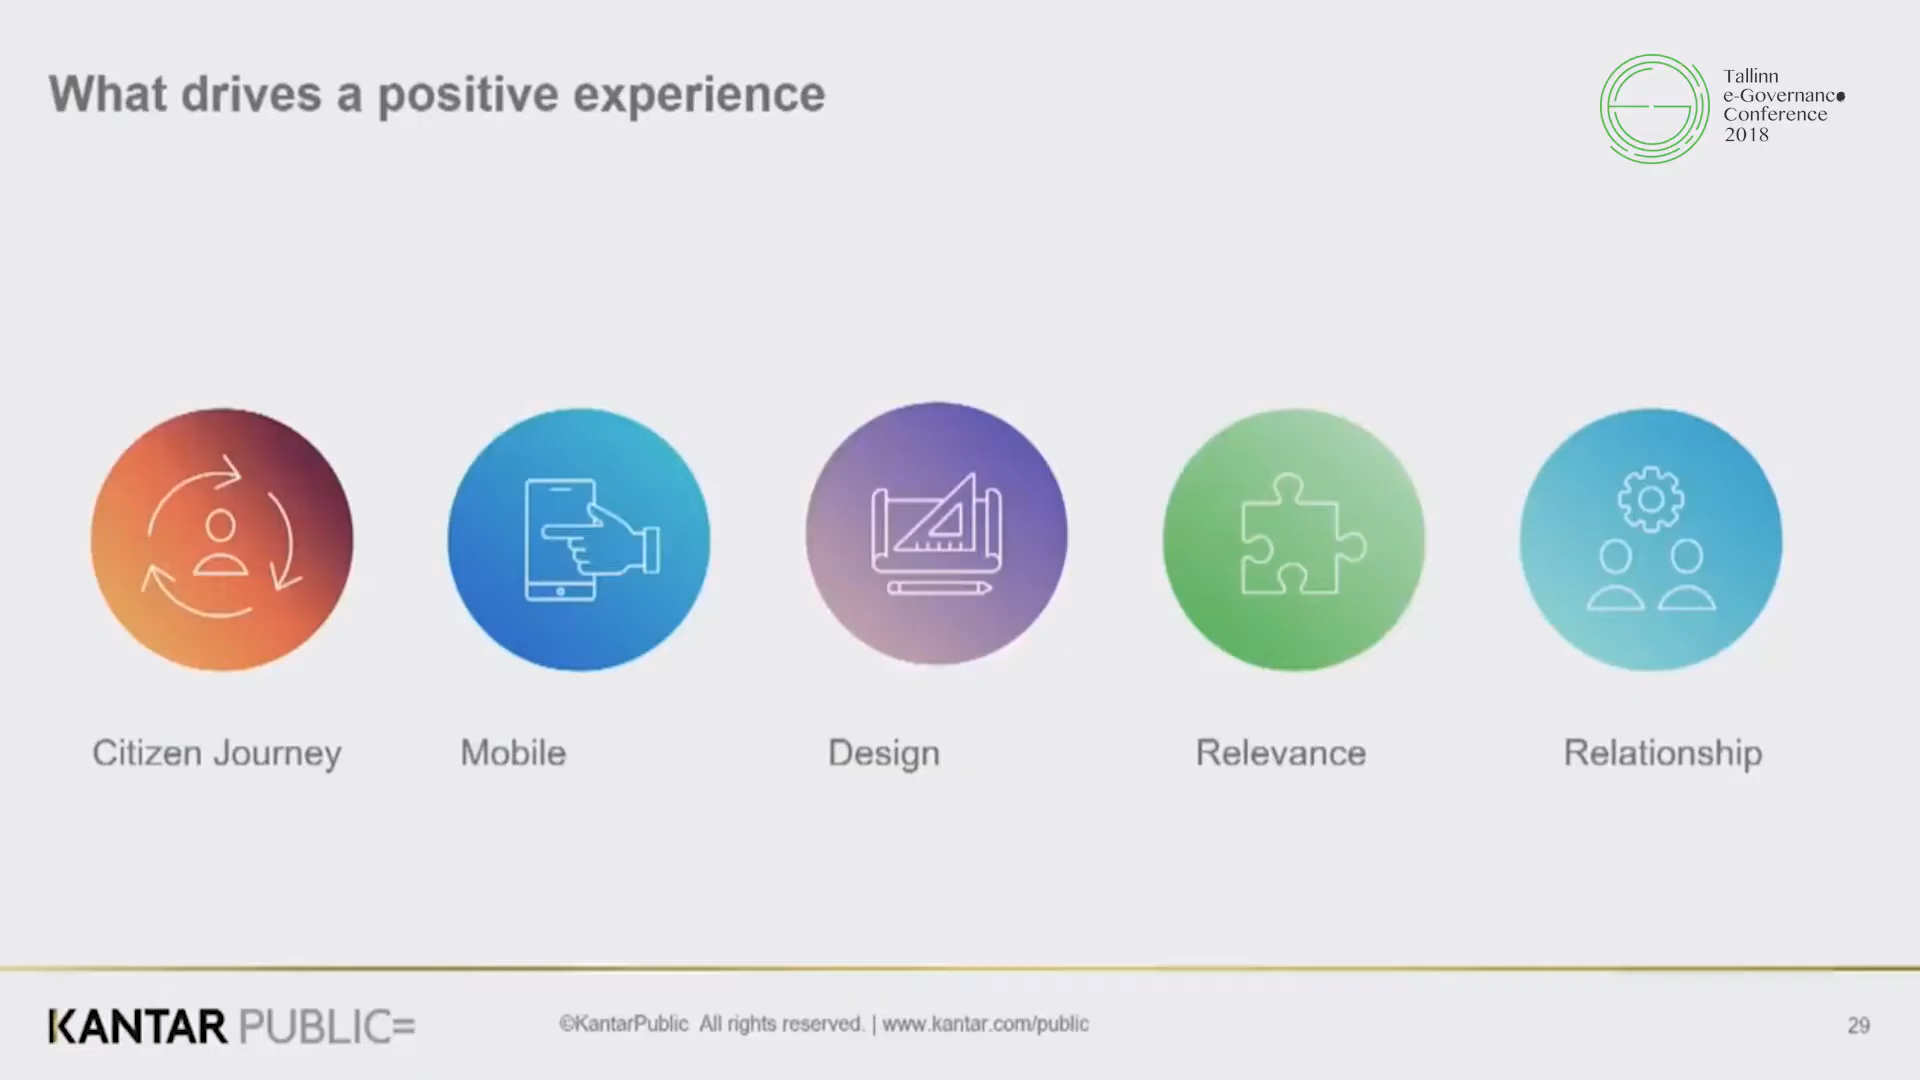 What drives a positive experience
Tallinn
e-Governance
Conference
2018
Citizen Journey
Mobile
Design
Relevance
Relationship
KANTAR PUBLIC=
©KantarPublic All rights reserved. | www.kantar.com/public
29